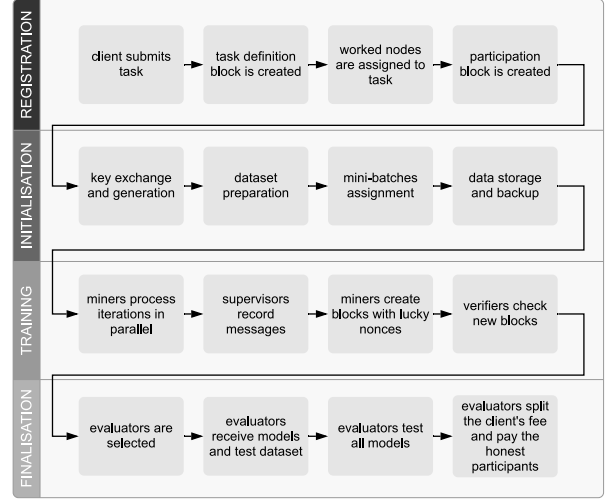 REGISTRATION
client submits
task
task definition
block is created
worked nodes
are assigned to
task
participation
block is created
INITIALISATION
key exchange
and generation
dataset
preparation
mini-batches
assignment
data storage
and backup
TRAINING
miners process
iterations in
parallel
supervisors
record
messages
miners create
blocks with lucky
nonces
verifiers check
new blocks
FINALISATION
evaluators are
selected
evaluators
receive models
and test dataset
evaluators test
all models
evaluators split
the client's fee
and pay the
honest
participants